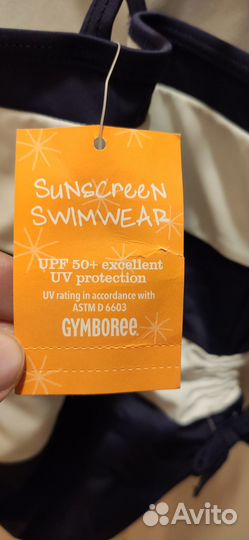 SUNSCREEN
SWIMWEAR
UPF 50+ excellent
UV protection
UV rating in accordance with
ASTM D 6603
GYMBOREE
Avito